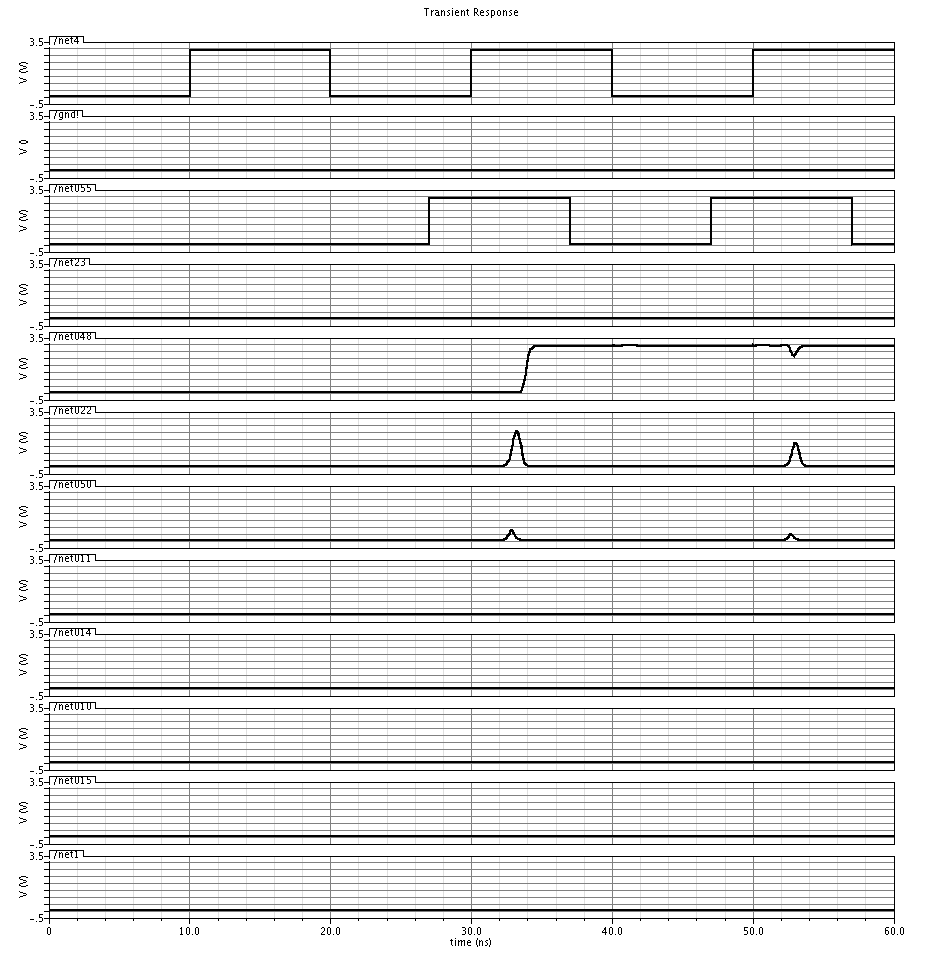 Transient Response
3.5
/net4
V (V)
-.5
3.5
/gnd!
V ()
-.5
3.5
/net055
V (V)
-.5
3.5
/net23
V (V)
-.5
3.5
/net048
V (V)
-.5
3.5
/net022
V (V)
-.5
3.5
/net050
V (V)
-.5
3.5
/net011
V (V)
-.5
3.5
/net014
V (V)
-.5
3.5
/net010
V (V)
-.5
3.5
/net015
V (V)
-.5
3.5
/net1
V (V)
-.5
0 10.0 20.0 30.0 40.0 50.0 60.0
time (ns)